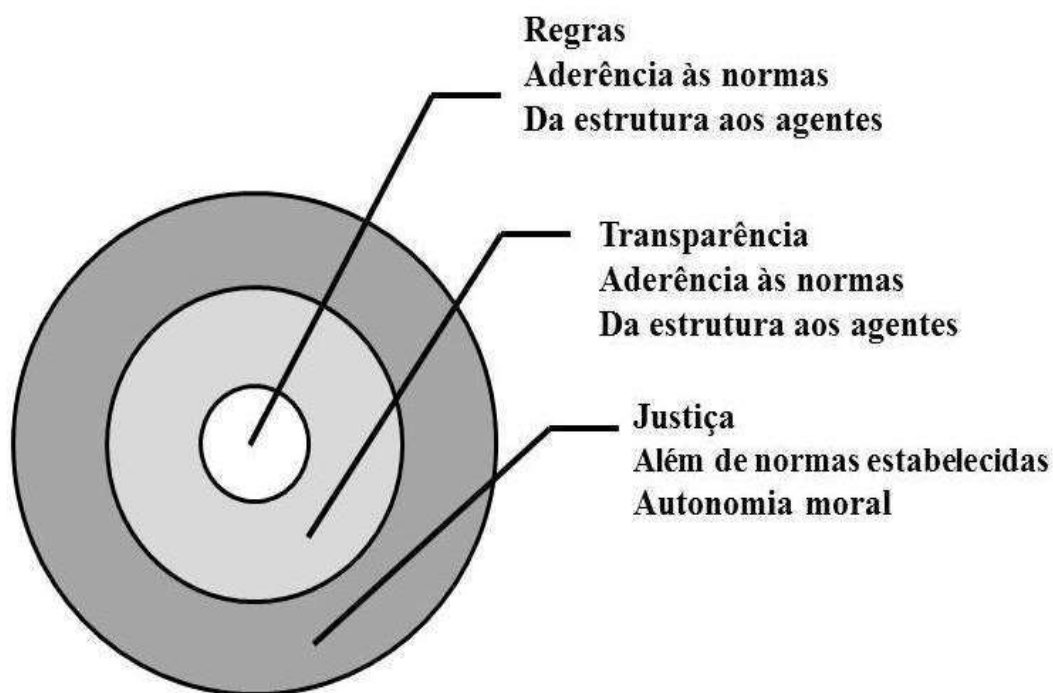 Regras
Aderência às normas
Da estrutura aos agentes
Transparência
Aderência às normas
Da estrutura aos agentes
Justiça
Além de normas estabelecidas
Autonomia moral